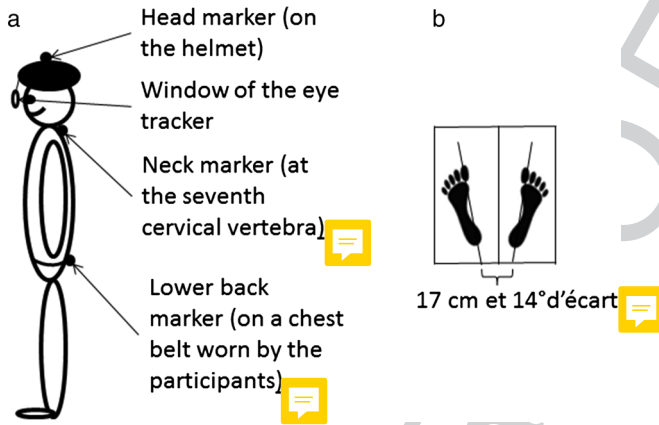 a
Head marker (on
the helmet)
Window of the eye
tracker
Neck marker (at
the seventh
cervical vertebra)
Lower back
marker (on a chest
belt worn by the
participants)
b
17 cm et 14°d'écart